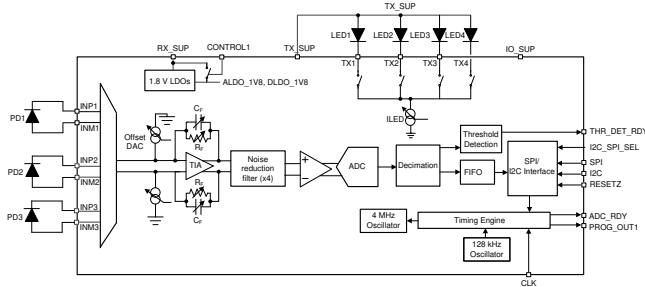 TX_SUP
LED1 LED2 LED3 LED4
RX_SUP CONTROL1 TX_SUP IO_SUP
TX1 TX2 TX3 TX4
1.8 V LDOs
ALDO_1V8, DLDO_1V8
ILED
PD1
INP1
INM1
PD2
INP2
INM2
PD3
INP3
INM3
Offset
DAC
CF
RF
TIA
RF
CF
Noise
reduction
filter (x4)
ADC
Decimation
Threshold
Detection
FIFO
SPI/
I2C Interface
THR_DET_RDY
I2C_SPI_SEL
SPI
I2C
RESETZ
4 MHz
Oscillator
Timing Engine
128 kHz
Oscillator
ADC_RDY
PROG_OUT1
CLK